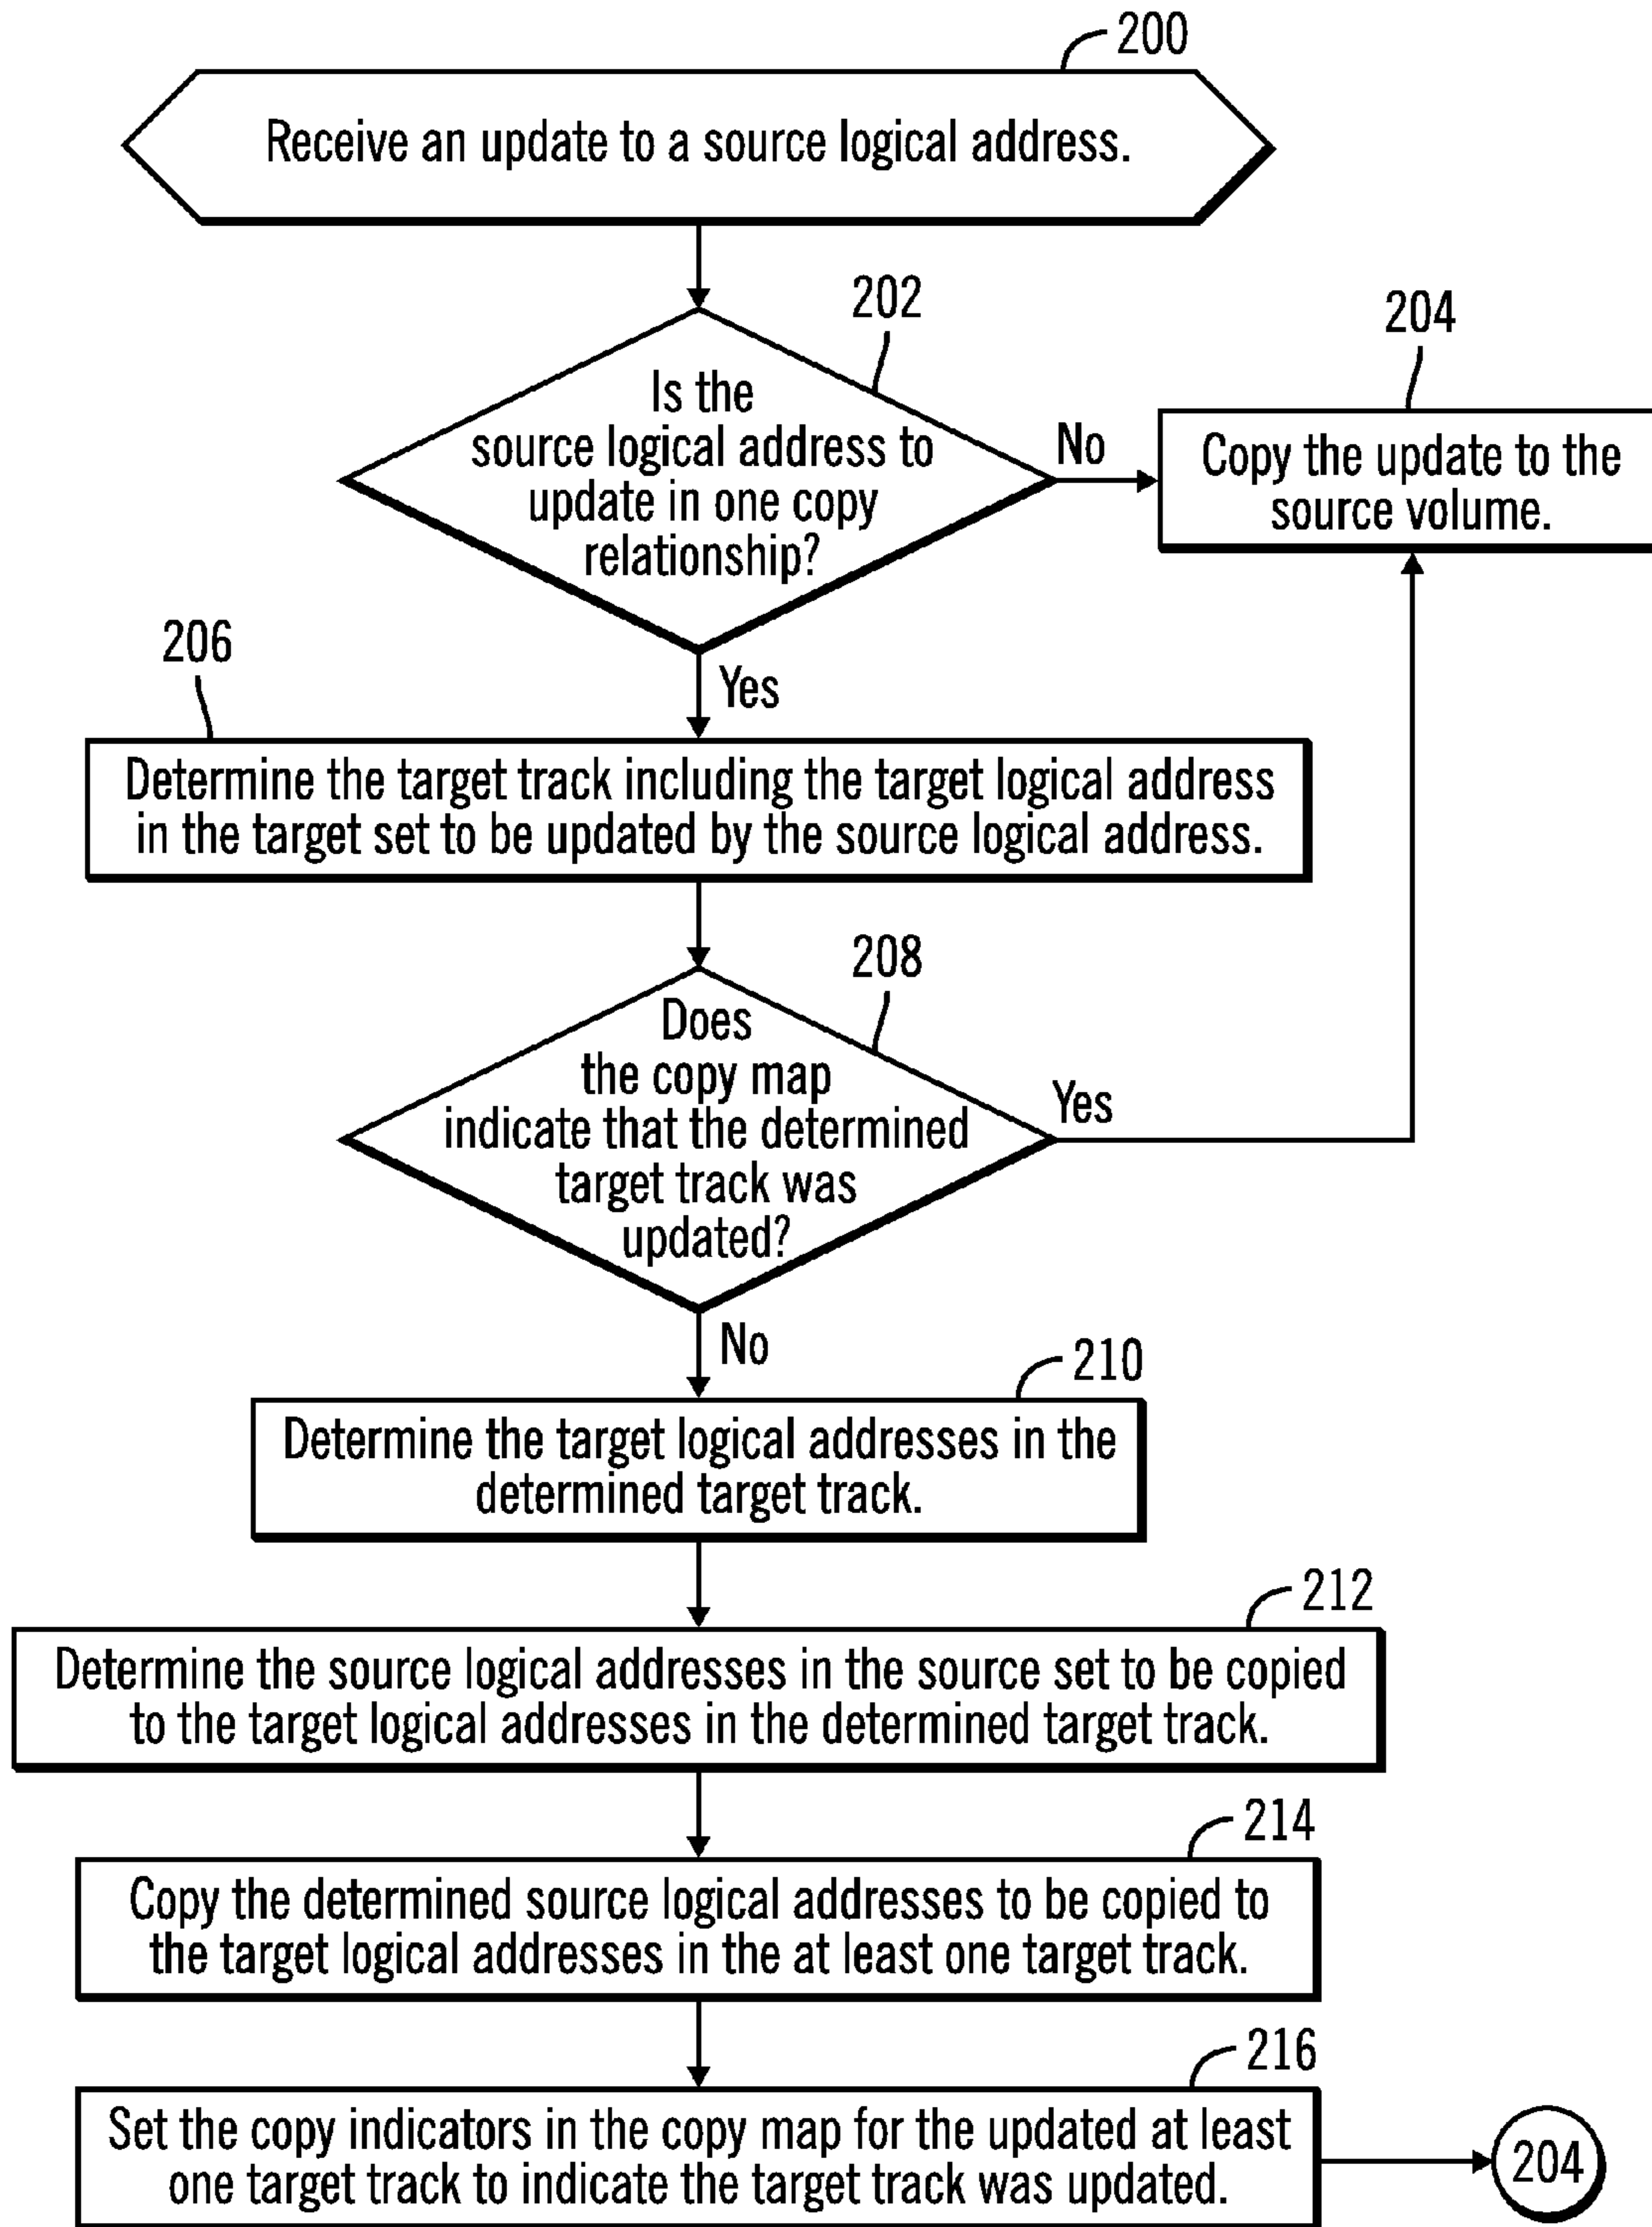 200
Receive an update to a source logical address.
202
Is the
source logical address to
update in one copy
relationship?
No
204
Copy the update to the
source volume.
Yes
206
Determine the target track including the target logical address
in the target set to be updated by the source logical address.
208
Does
the copy map
indicate that the determined
target track was
updated?
Yes
No
210
Determine the target logical addresses in the
determined target track.
212
Determine the source logical addresses in the source set to be copied
to the target logical addresses in the determined target track.
214
Copy the determined source logical addresses to be copied to
the target logical addresses in the at least one target track.
216
Set the copy indicators in the copy map for the updated at least
one target track to indicate the target track was updated.
204